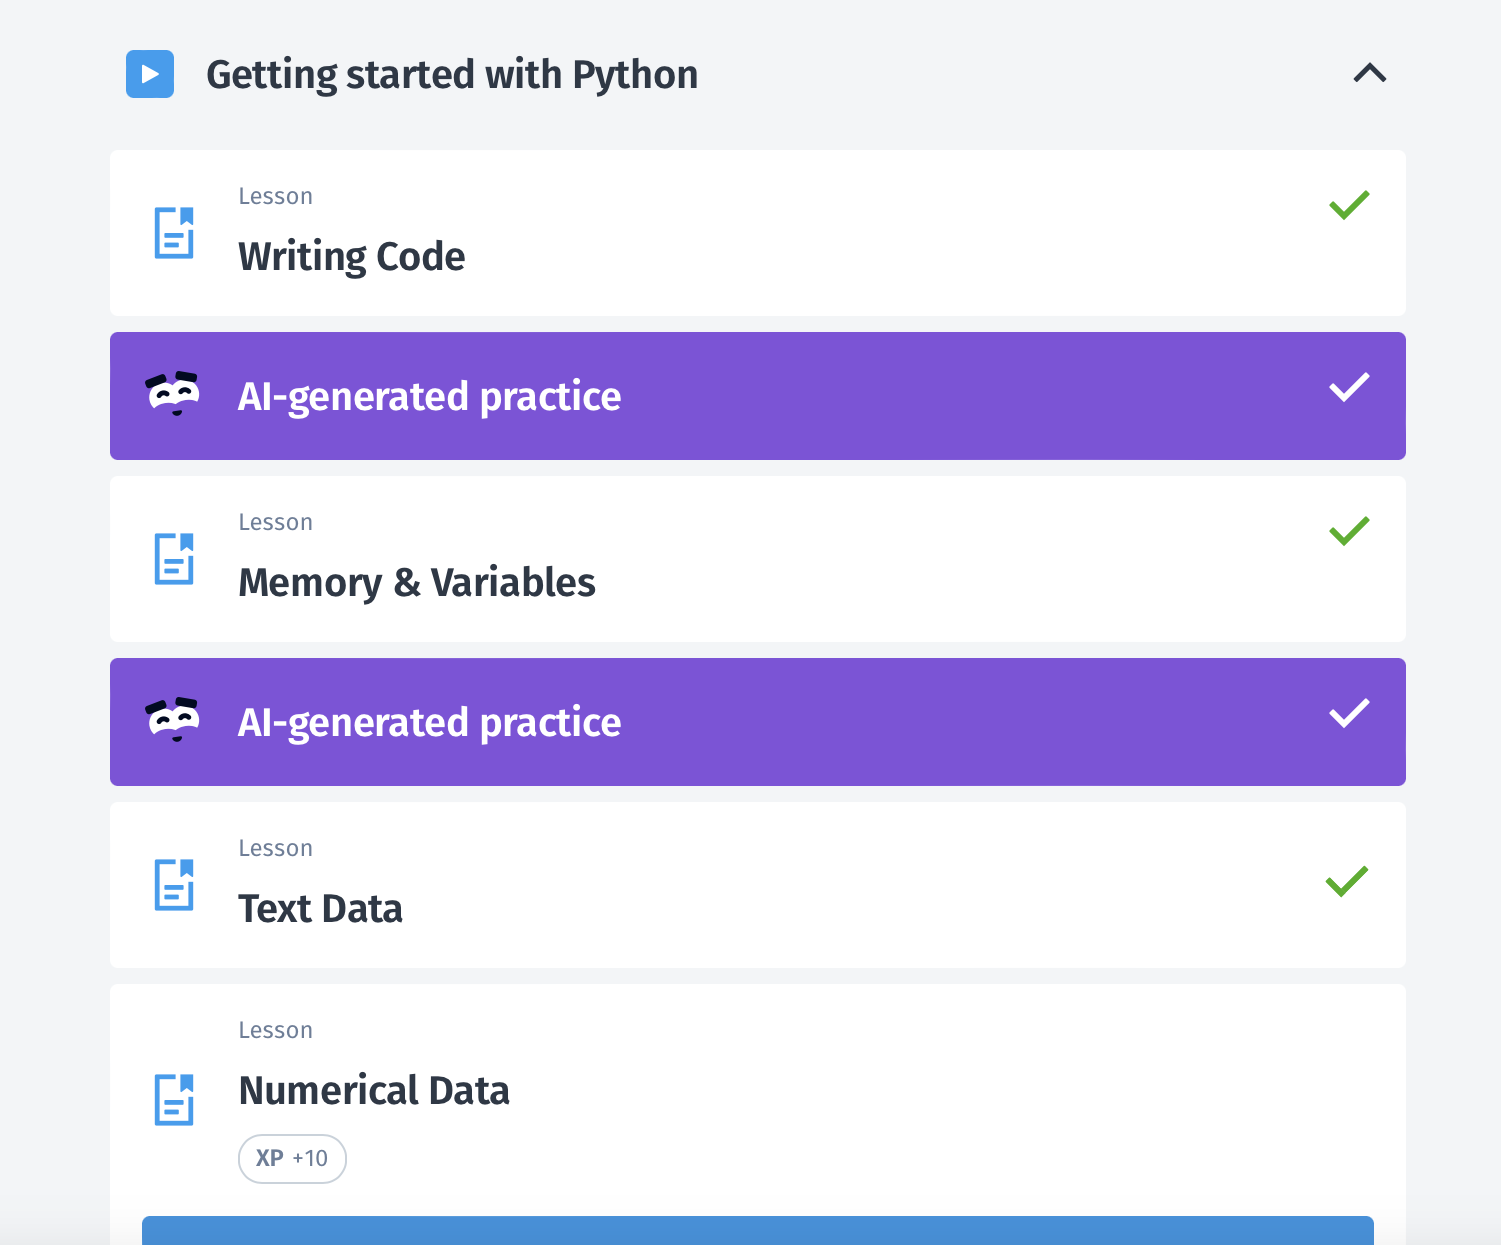 Getting started with Python
Lesson
Writing Code
AI-generated practice
Lesson
Memory & Variables
AI-generated practice
Lesson
Text Data
Lesson
Numerical Data
XP +10